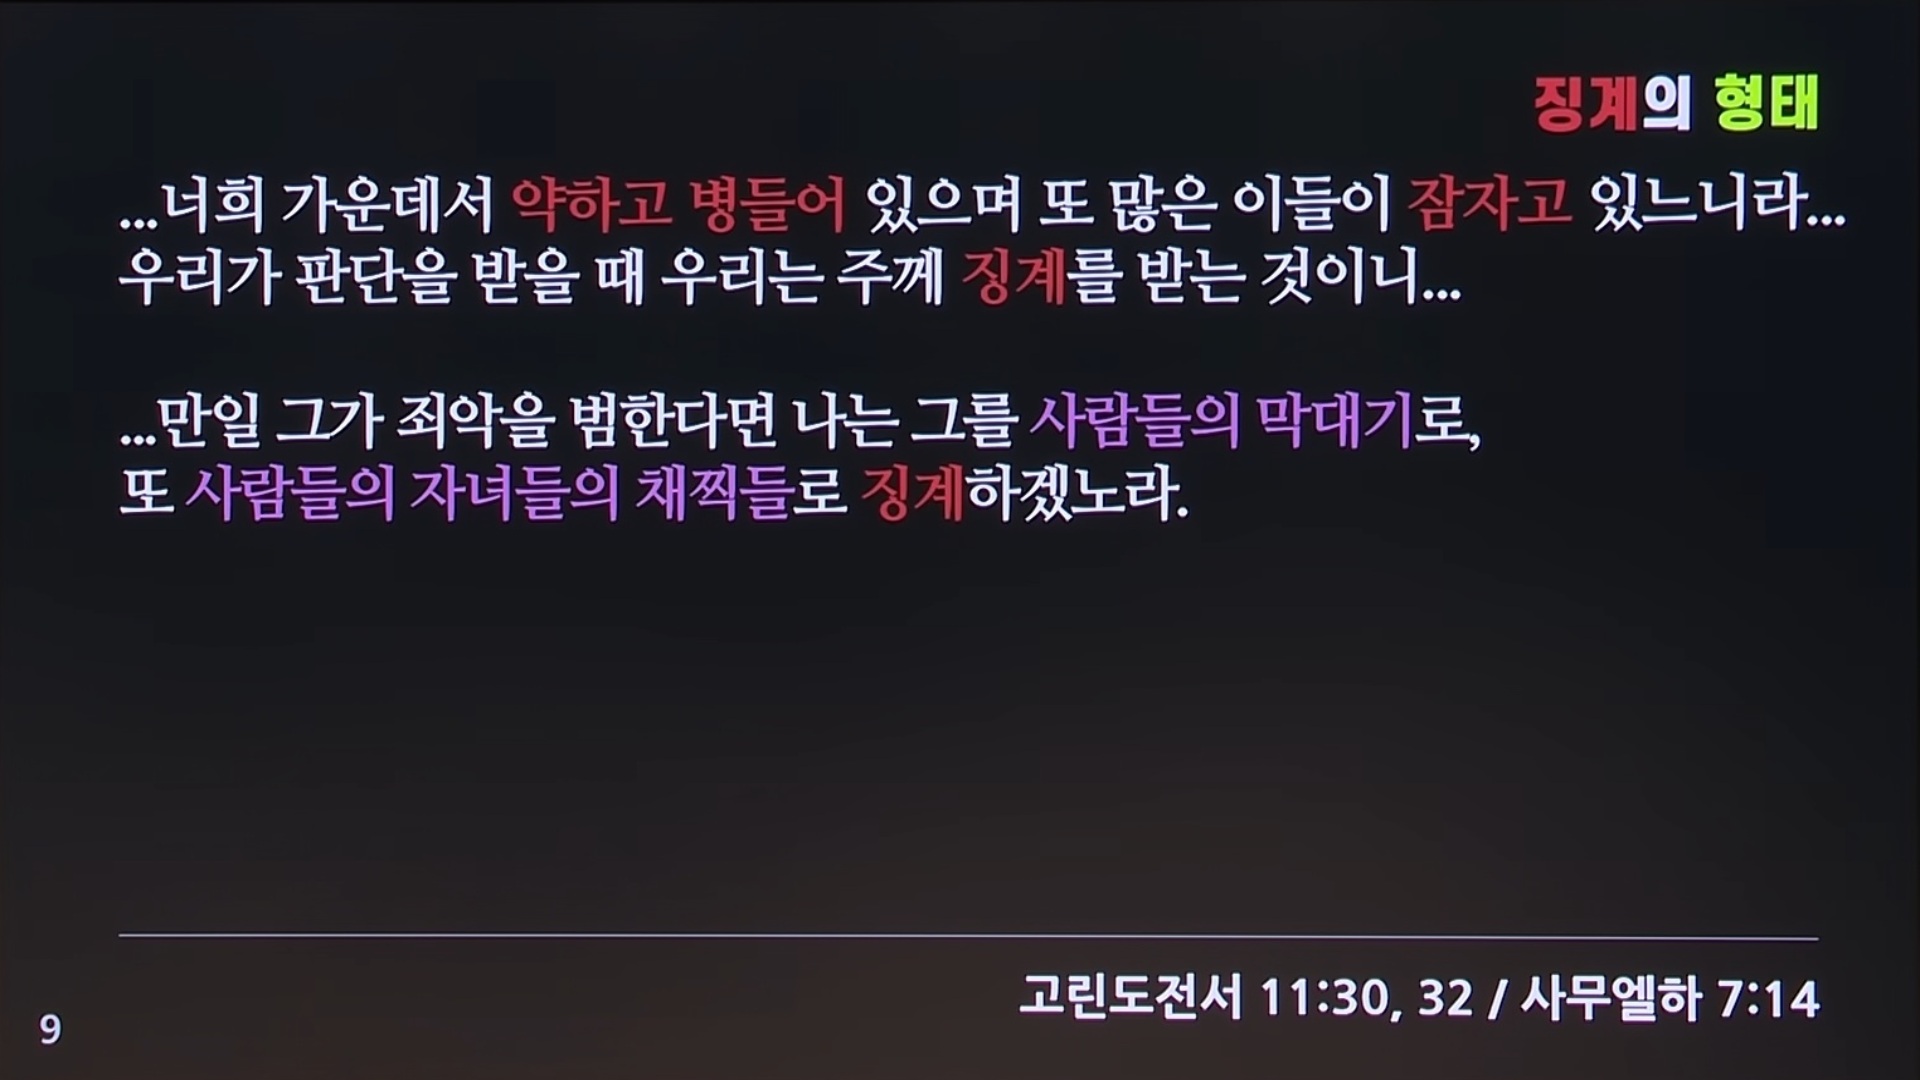 징계의 형태
...너희 가운데서 약하고 병들어 있으며 또 많은 이들이 잠자고 있느니라...
우리가 판단을 받을 때 우리는 주께 징계를 받는 것이니...
...만일 그가 죄악을 범한다면 나는 그를 사람들의 막대기로,
또 사람들의 자녀들의 채찍들로 징계하겠노라.
고린도전서 11:30, 32 / 사무엘하 7:14
9